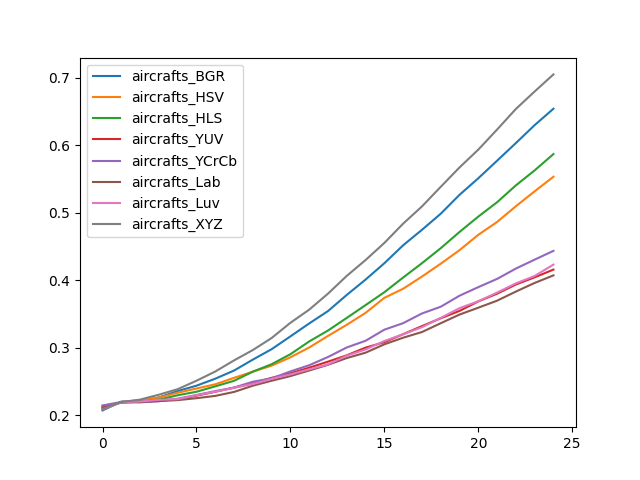 aircrafts_BGR
aircrafts_HSV
aircrafts_HLS
aircrafts_YUV
aircrafts_YCrCb
aircrafts_Lab
aircrafts_Luv
aircrafts_XYZ
0.7
0.6
0.5
0.4
0.3
0.2
0 5 10 15 20 25